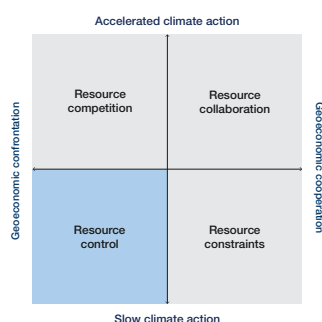 Accelerated climate action
Resource
competition
Resource
collaboration
Geoeconomic confrontation
Geoeconomic cooperation
Resource
control
Resource
constraints
Slow climate action